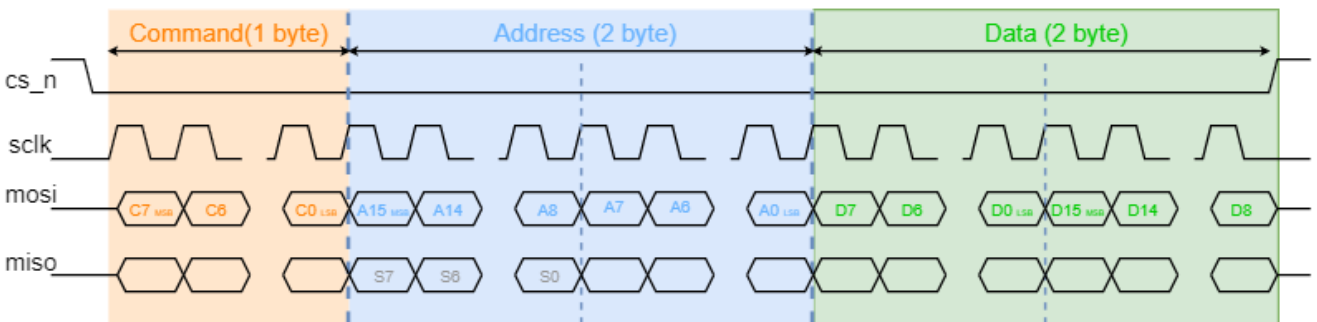 Command(1 byte) Address (2 byte) Data (2 byte)
cs_n
sclk
mosi C7 MSB C6 C0 LSB A15 MSB A14 A8 A7 A6 A0 LSB D7 D6 D0 LSB D15 MSB D14 D8
miso S7 S6 S0